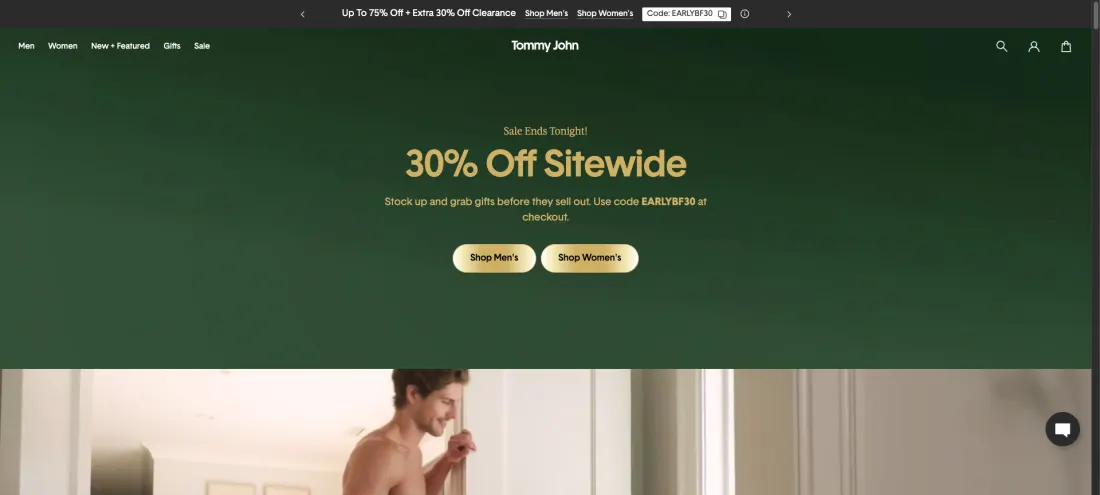 Up To 75% Off + Extra 30% Off Clearance Shop Men's Shop Women's Code: EARLYBF30
Men Women New + Featured Gifts Sale
Tommy John
Sale Ends Tonight!
30% Off Sitewide
Stock up and grab gifts before they sell out. Use code EARLYBF30 at
checkout.
Shop Men's Shop Women's